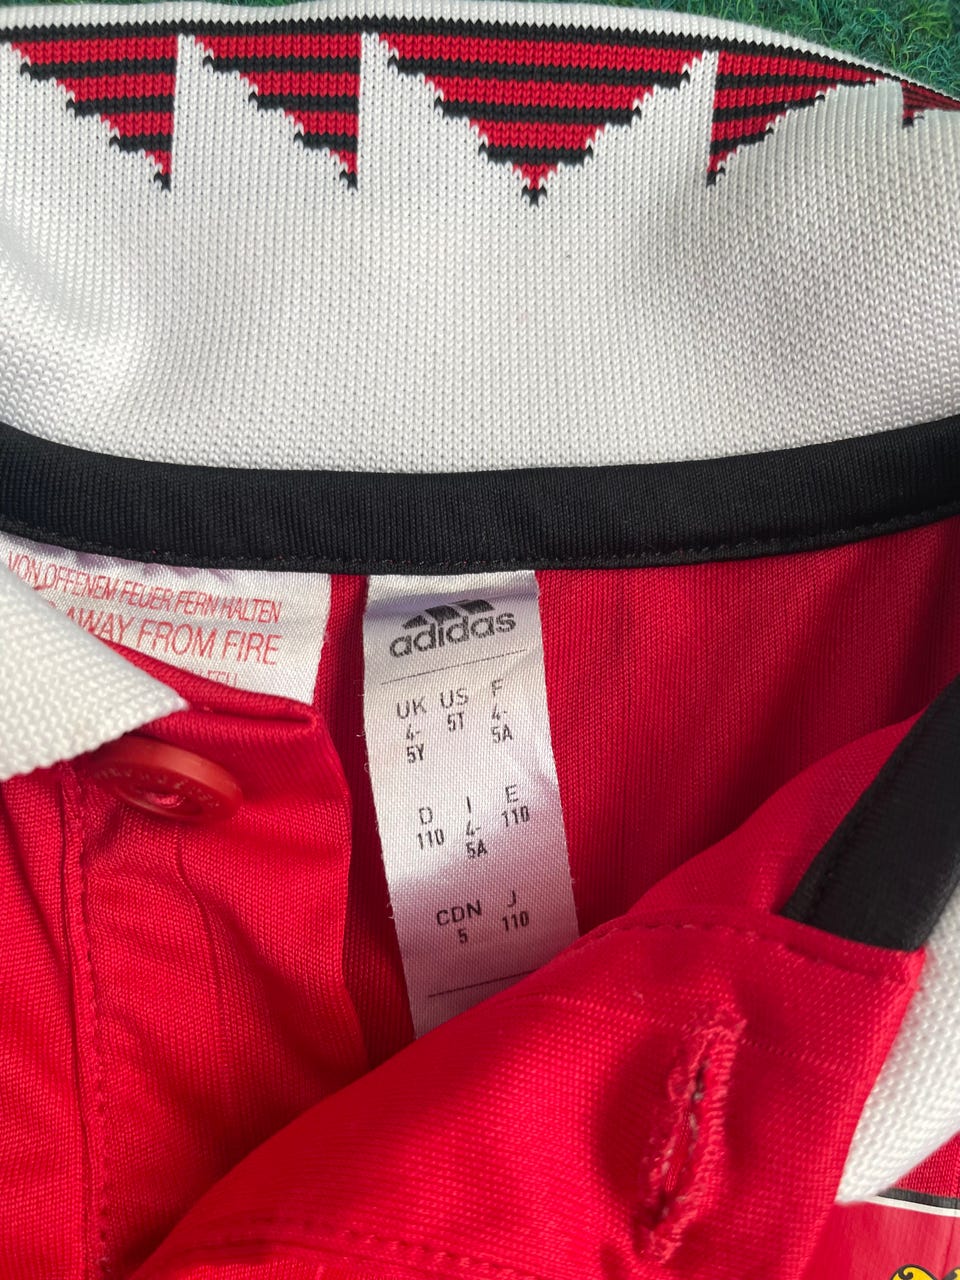 VON OFFENEM FEUER FERN HALTEN
AWAY FROM FIRE
adidas
UK US F
4-5Y 5T 4-5A
D I E
110 4-5A 110
CDN J
5 110